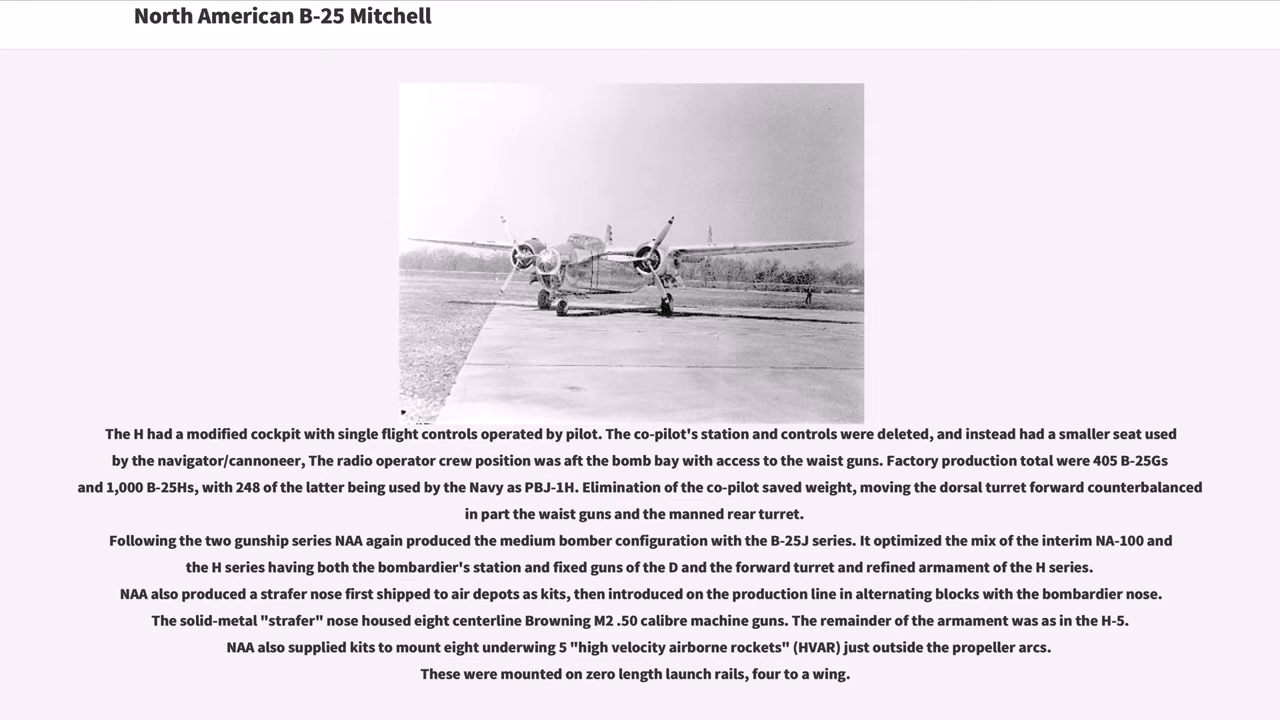 North American B-25 Mitchell
The H had a modified cockpit with single flight controls operated by pilot. The co-pilot's station and controls were deleted, and instead had a smaller seat used
by the navigator/cannoneer, The radio operator crew position was aft the bomb bay with access to the waist guns. Factory production total were 405 B-25Gs
and 1,000 B-25Hs, with 248 of the latter being used by the Navy as PBJ-1H. Elimination of the co-pilot saved weight, moving the dorsal turret forward counterbalanced
in part the waist guns and the manned rear turret.
Following the two gunship series NAA again produced the medium bomber configuration with the B-25J series. It optimized the mix of the interim NA-100 and
the H series having both the bombardier's station and fixed guns of the D and the forward turret and refined armament of the H series.
NAA also produced a strafer nose first shipped to air depots as kits, then introduced on the production line in alternating blocks with the bombardier nose.
The solid-metal "strafer" nose housed eight centerline Browning M2 .50 calibre machine guns. The remainder of the armament was as in the H-5.
NAA also supplied kits to mount eight underwing 5 "high velocity airborne rockets" (HVAR) just outside the propeller arcs.
These were mounted on zero length launch rails, four to a wing.